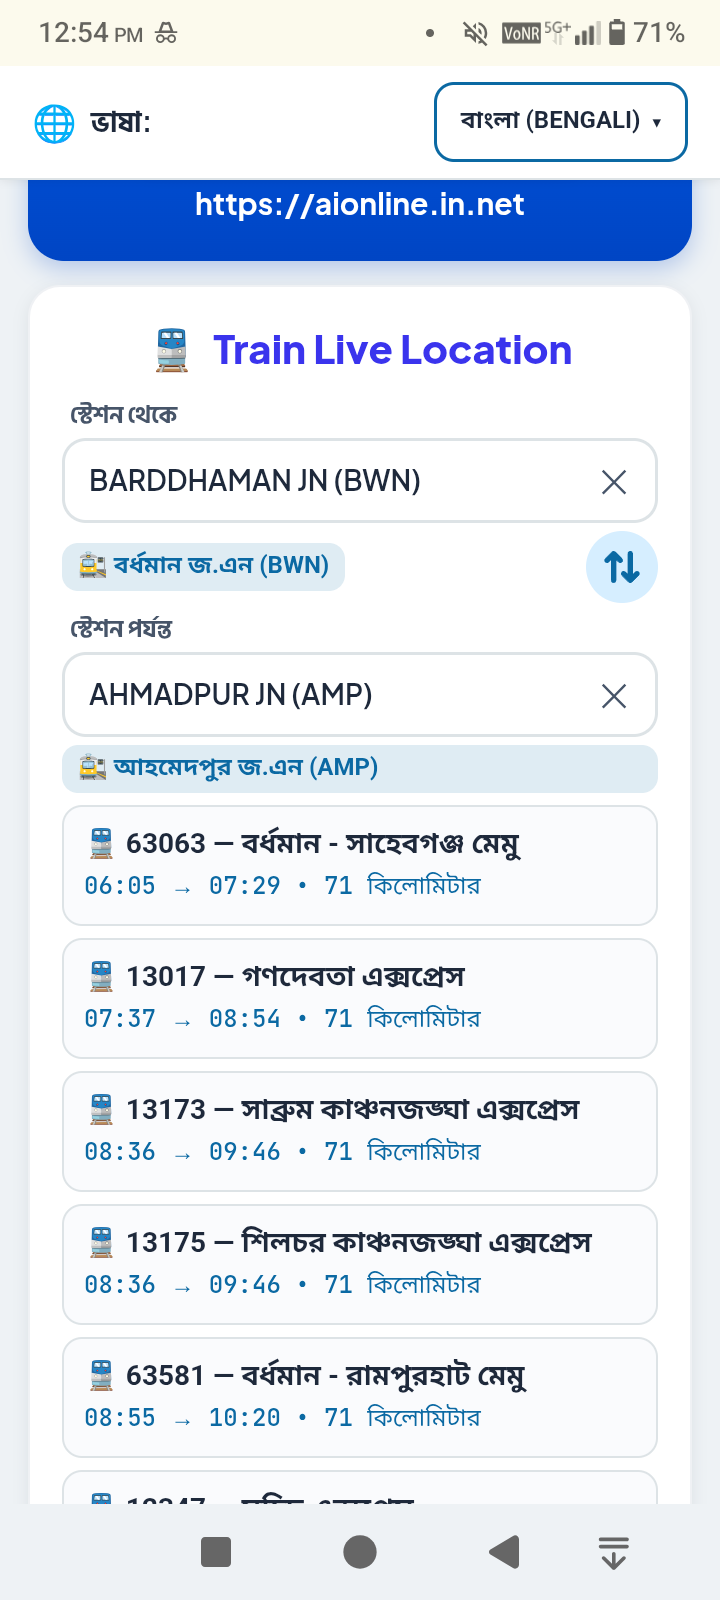 12:54 PM VoNR 5G+ 71%
ভাষা: বাংলা (BENGALI) ▾
https://aionline.in.net
Train Live Location
স্টেশন থেকে
BARDDHAMAN JN (BWN)
বর্ধমান জ.এন (BWN)
স্টেশন পর্যন্ত
AHMADPUR JN (AMP)
আহমেদপুর জ.এন (AMP)
63063 – বর্ধমান - সাহেবগঞ্জ মেমু
06:05 → 07:29 • 71 কিলোমিটার
13017 – গণদেবতা এক্সপ্রেস
07:37 → 08:54 • 71 কিলোমিটার
13173 – সাব্রুম কাঞ্চনজঙ্ঘা এক্সপ্রেস
08:36 → 09:46 • 71 কিলোমিটার
13175 – শিলচর কাঞ্চনজঙ্ঘা এক্সপ্রেস
08:36 → 09:46 • 71 কিলোমিটার
63581 – বর্ধমান - রামপুরহাট মেমু
08:55 → 10:20 • 71 কিলোমিটার